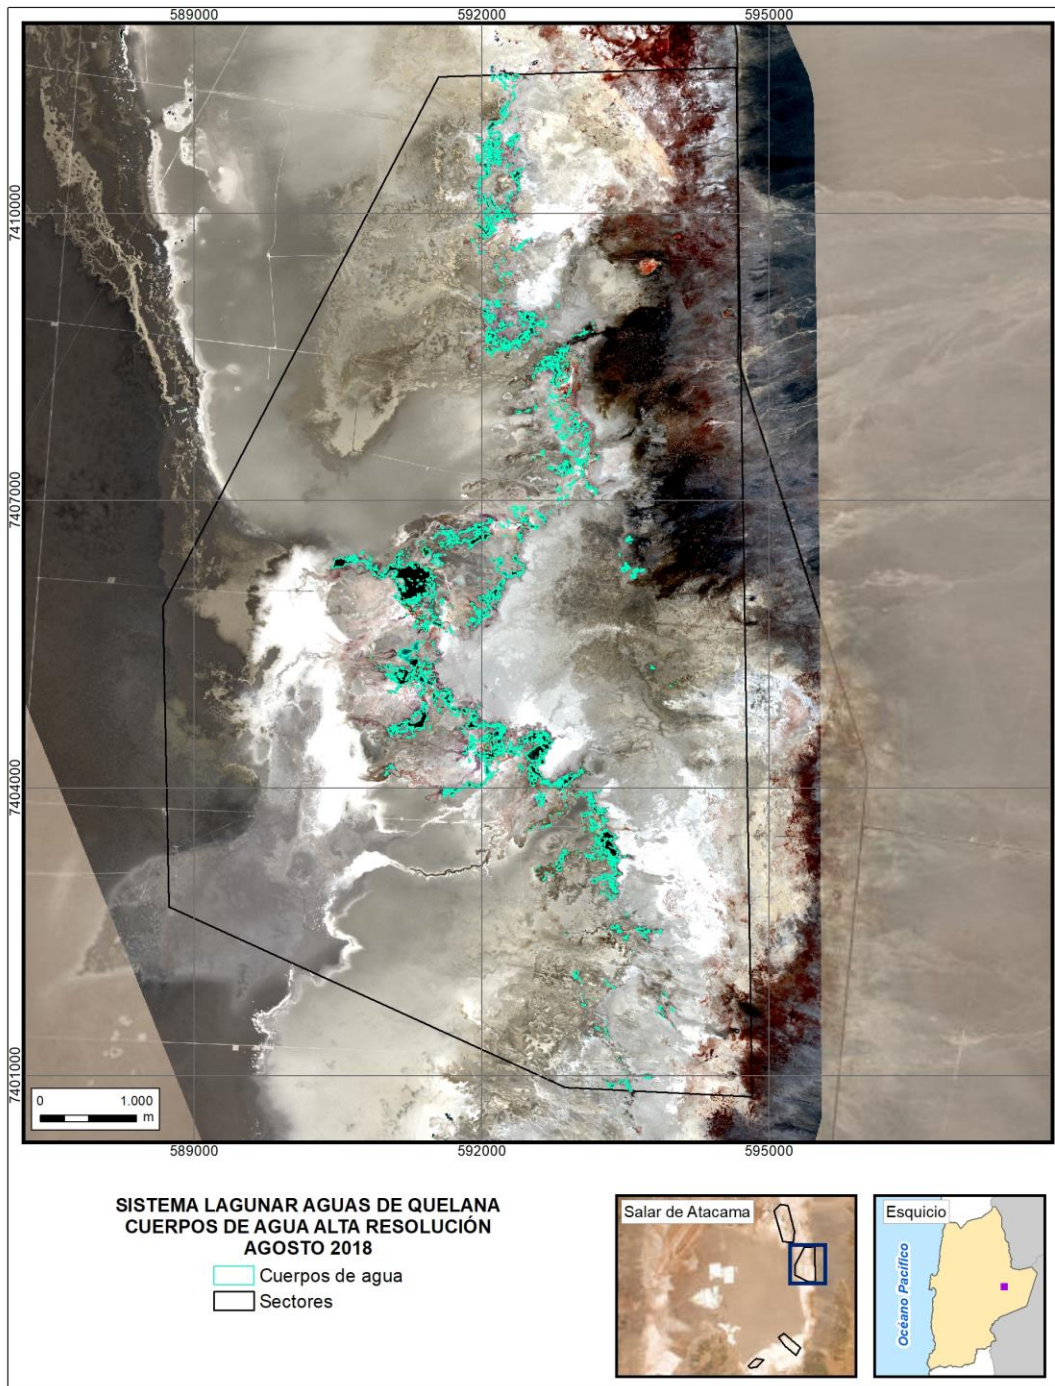 589000 592000 595000
7410000
7407000
7404000
7401000
0 1.000
m
589000 592000 595000
SISTEMA LAGUNAR AGUAS DE QUELANA
CUERPOS DE AGUA ALTA RESOLUCIÓN
AGOSTO 2018
Cuerpos de agua
Sectores
Salar de Atacama
Esquicio
Océano Pacífico